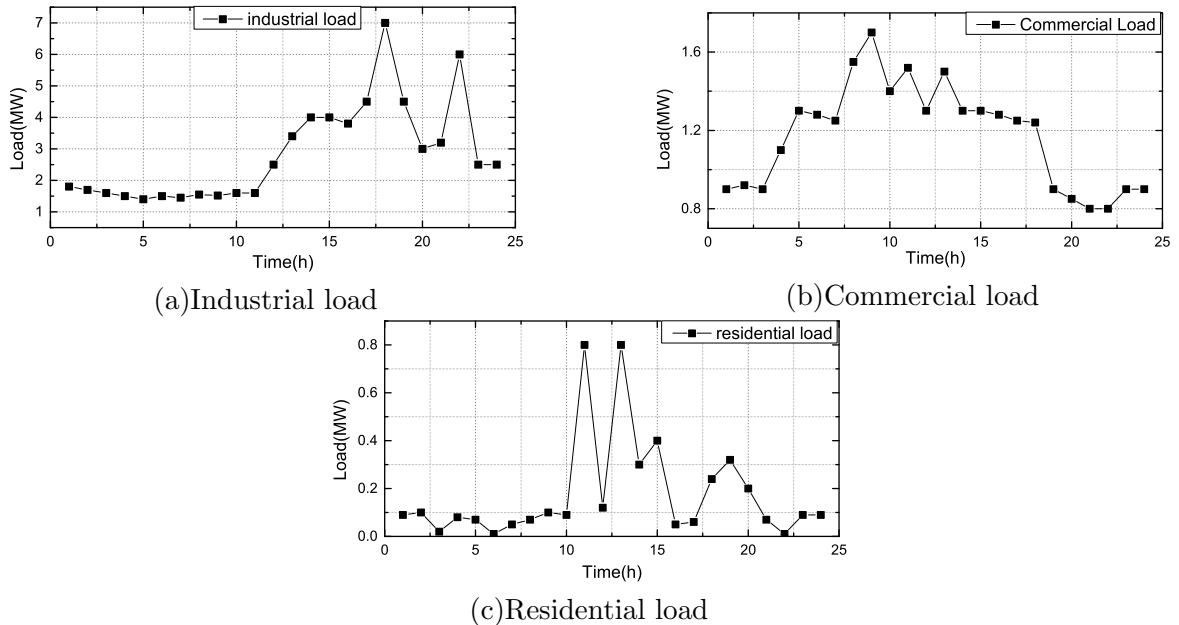 industrial load
7
6
5
4
3
2
1
Load(MW)
0 5 10 15 20 25
Time(h)
(a)Industrial load
Commercial Load
1.6
1.2
0.8
Load(MW)
0 5 10 15 20 25
Time(h)
(b)Commercial load
residential load
0.8
0.6
0.4
0.2
0.0
Load(MW)
0 5 10 15 20 25
Time(h)
(c)Residential load